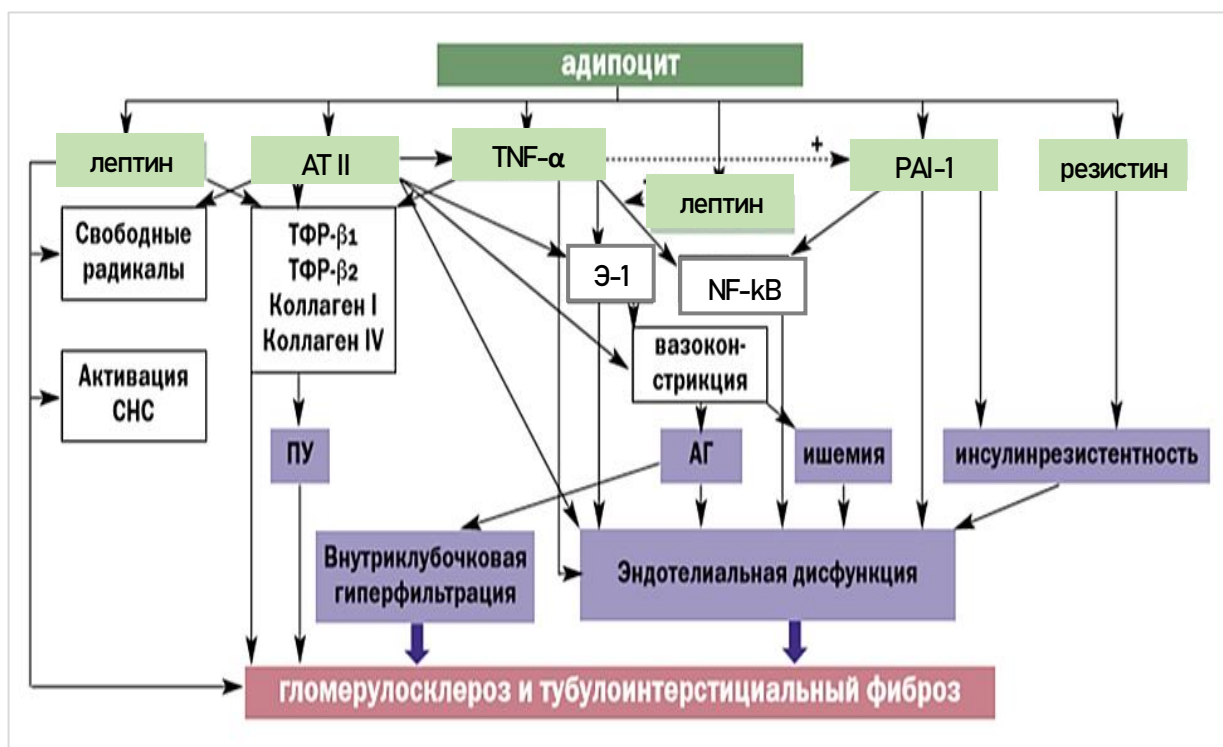 адипоцит
лептин
АТ II
TNF-α
+
PAI-1
резистин
лептин
Свободные
радикалы
ТФР-β1
ТФР-β2
Коллаген I
Коллаген IV
Э-1
NF-kB
вазокон-
стрикция
Активация
СНС
ПУ
АГ
ишемия
инсулинрезистентность
Внутриклубочковая
гиперфильтрация
Эндотелиальная дисфункция
гломерулосклероз и тубулоинтерстициальный фиброз